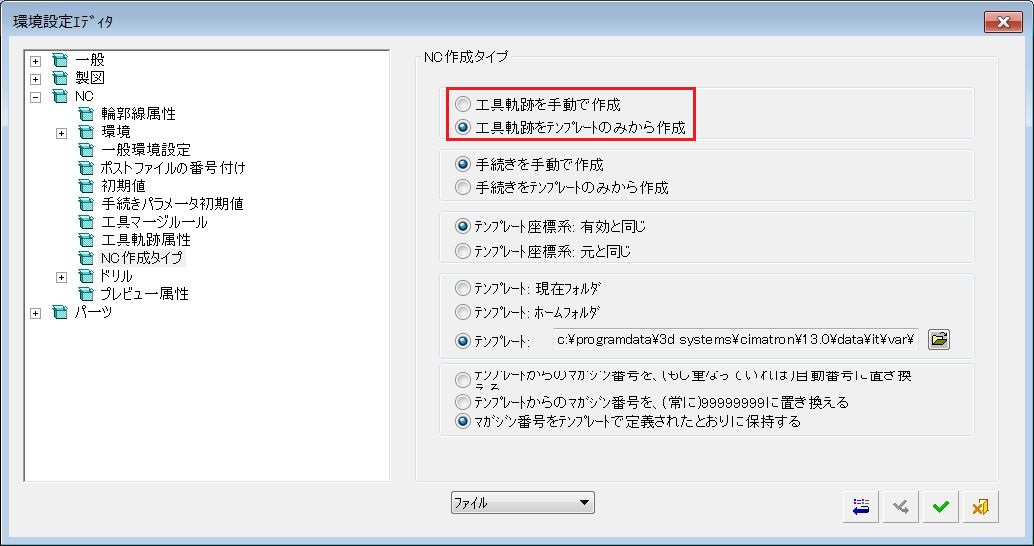 環境設定ｴﾃﾞｨﾀ
一般
製図
NC
輪郭線属性
環境
一般環境設定
ポストファイルの番号付け
初期値
手続きパラメータ初期値
工具マージルール
工具軌跡属性
NC作成タイプ
ドリル
プレビュー属性
パーツ
NC作成タイプ
工具軌跡を手動で作成
工具軌跡をﾃﾝﾌﾟﾚｰﾄのみから作成
手続きを手動で作成
手続きをﾃﾝﾌﾟﾚｰﾄのみから作成
ﾃﾝﾌﾟﾚｰﾄ座標系: 有効と同じ
ﾃﾝﾌﾟﾚｰﾄ座標系: 元と同じ
ﾃﾝﾌﾟﾚｰﾄ: 現在ﾌｫﾙﾀﾞ
ﾃﾝﾌﾟﾚｰﾄ: ホームﾌｫﾙﾀﾞ
ﾃﾝﾌﾟﾚｰﾄ:
c:¥programdata¥3d systems¥cimatron¥13.0¥data¥it¥var¥
ﾃﾝﾌﾟﾚｰﾄからのﾏｶﾞｼﾞﾝ番号を、(もし重なっていれば)自動番号に置き換
える
ﾃﾝﾌﾟﾚｰﾄからのﾏｶﾞｼﾞﾝ番号を、(常に)99999999に置き換える
ﾏｶﾞｼﾞﾝ番号をﾃﾝﾌﾟﾚｰﾄで定義されたとおりに保持する
ﾌｧｲﾙ